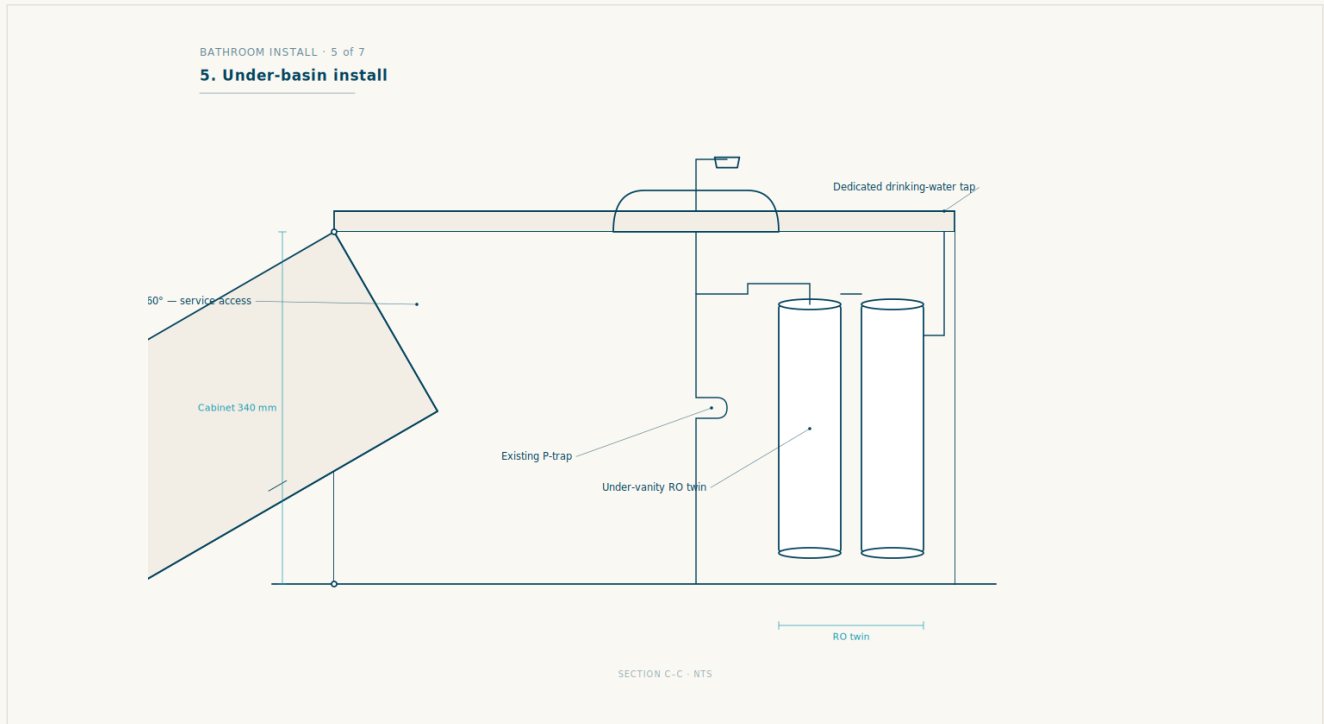 BATHROOM INSTALL · 5 of 7
5. Under-basin install
Dedicated drinking-water tap
60° — service access
Cabinet 340 mm
Existing P-trap
Under-vanity RO twin
RO twin
SECTION C–C · NTS